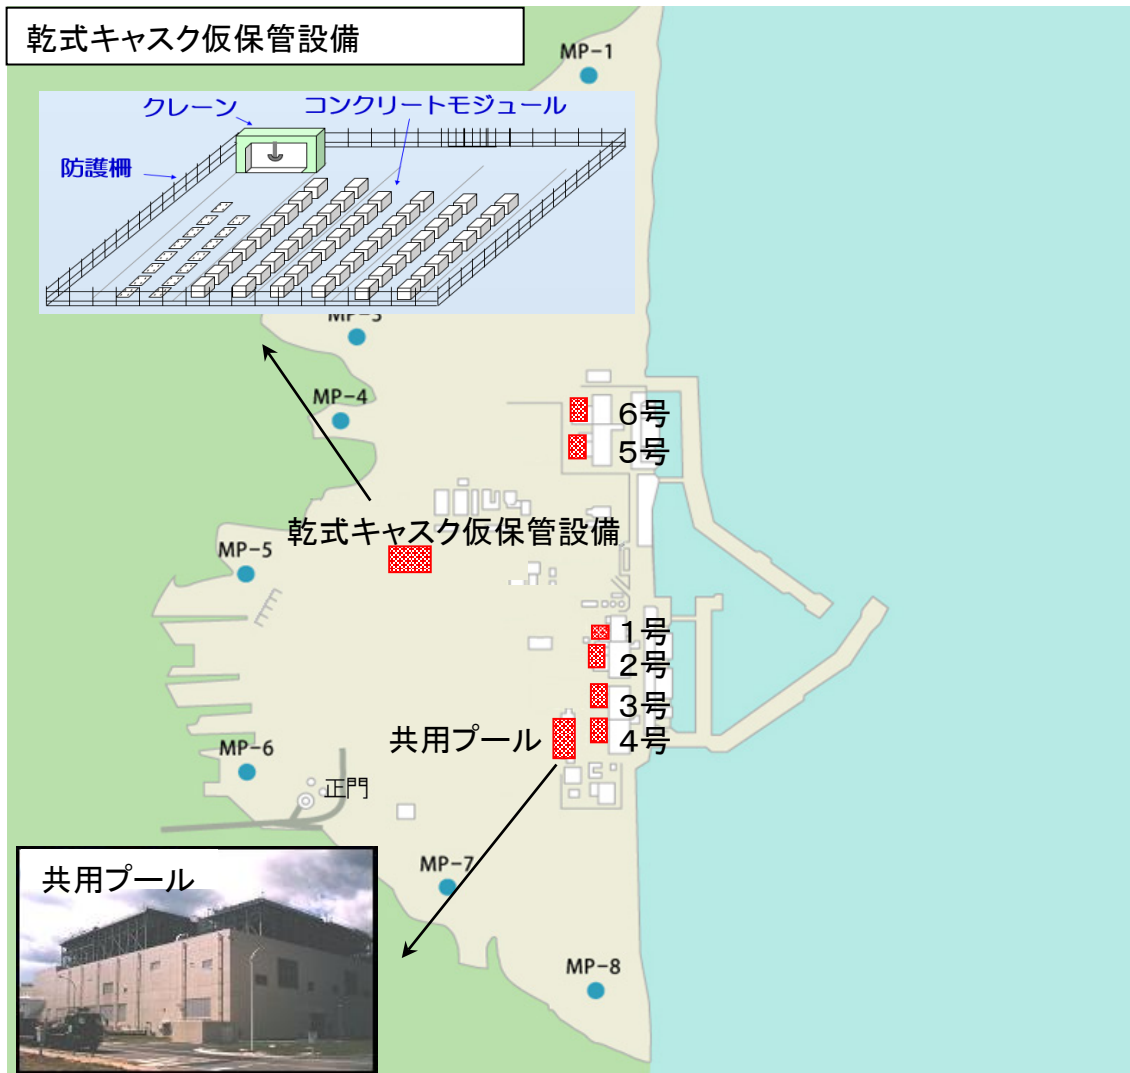 乾式キャスク仮保管設備
MP-1
クレーン
コンクリートモジュール
防護柵
MP-3
MP-4
6号
5号
乾式キャスク仮保管設備
MP-5
1号
2号
3号
共用プール
4号
MP-6
正門
MP-7
共用プール
MP-8